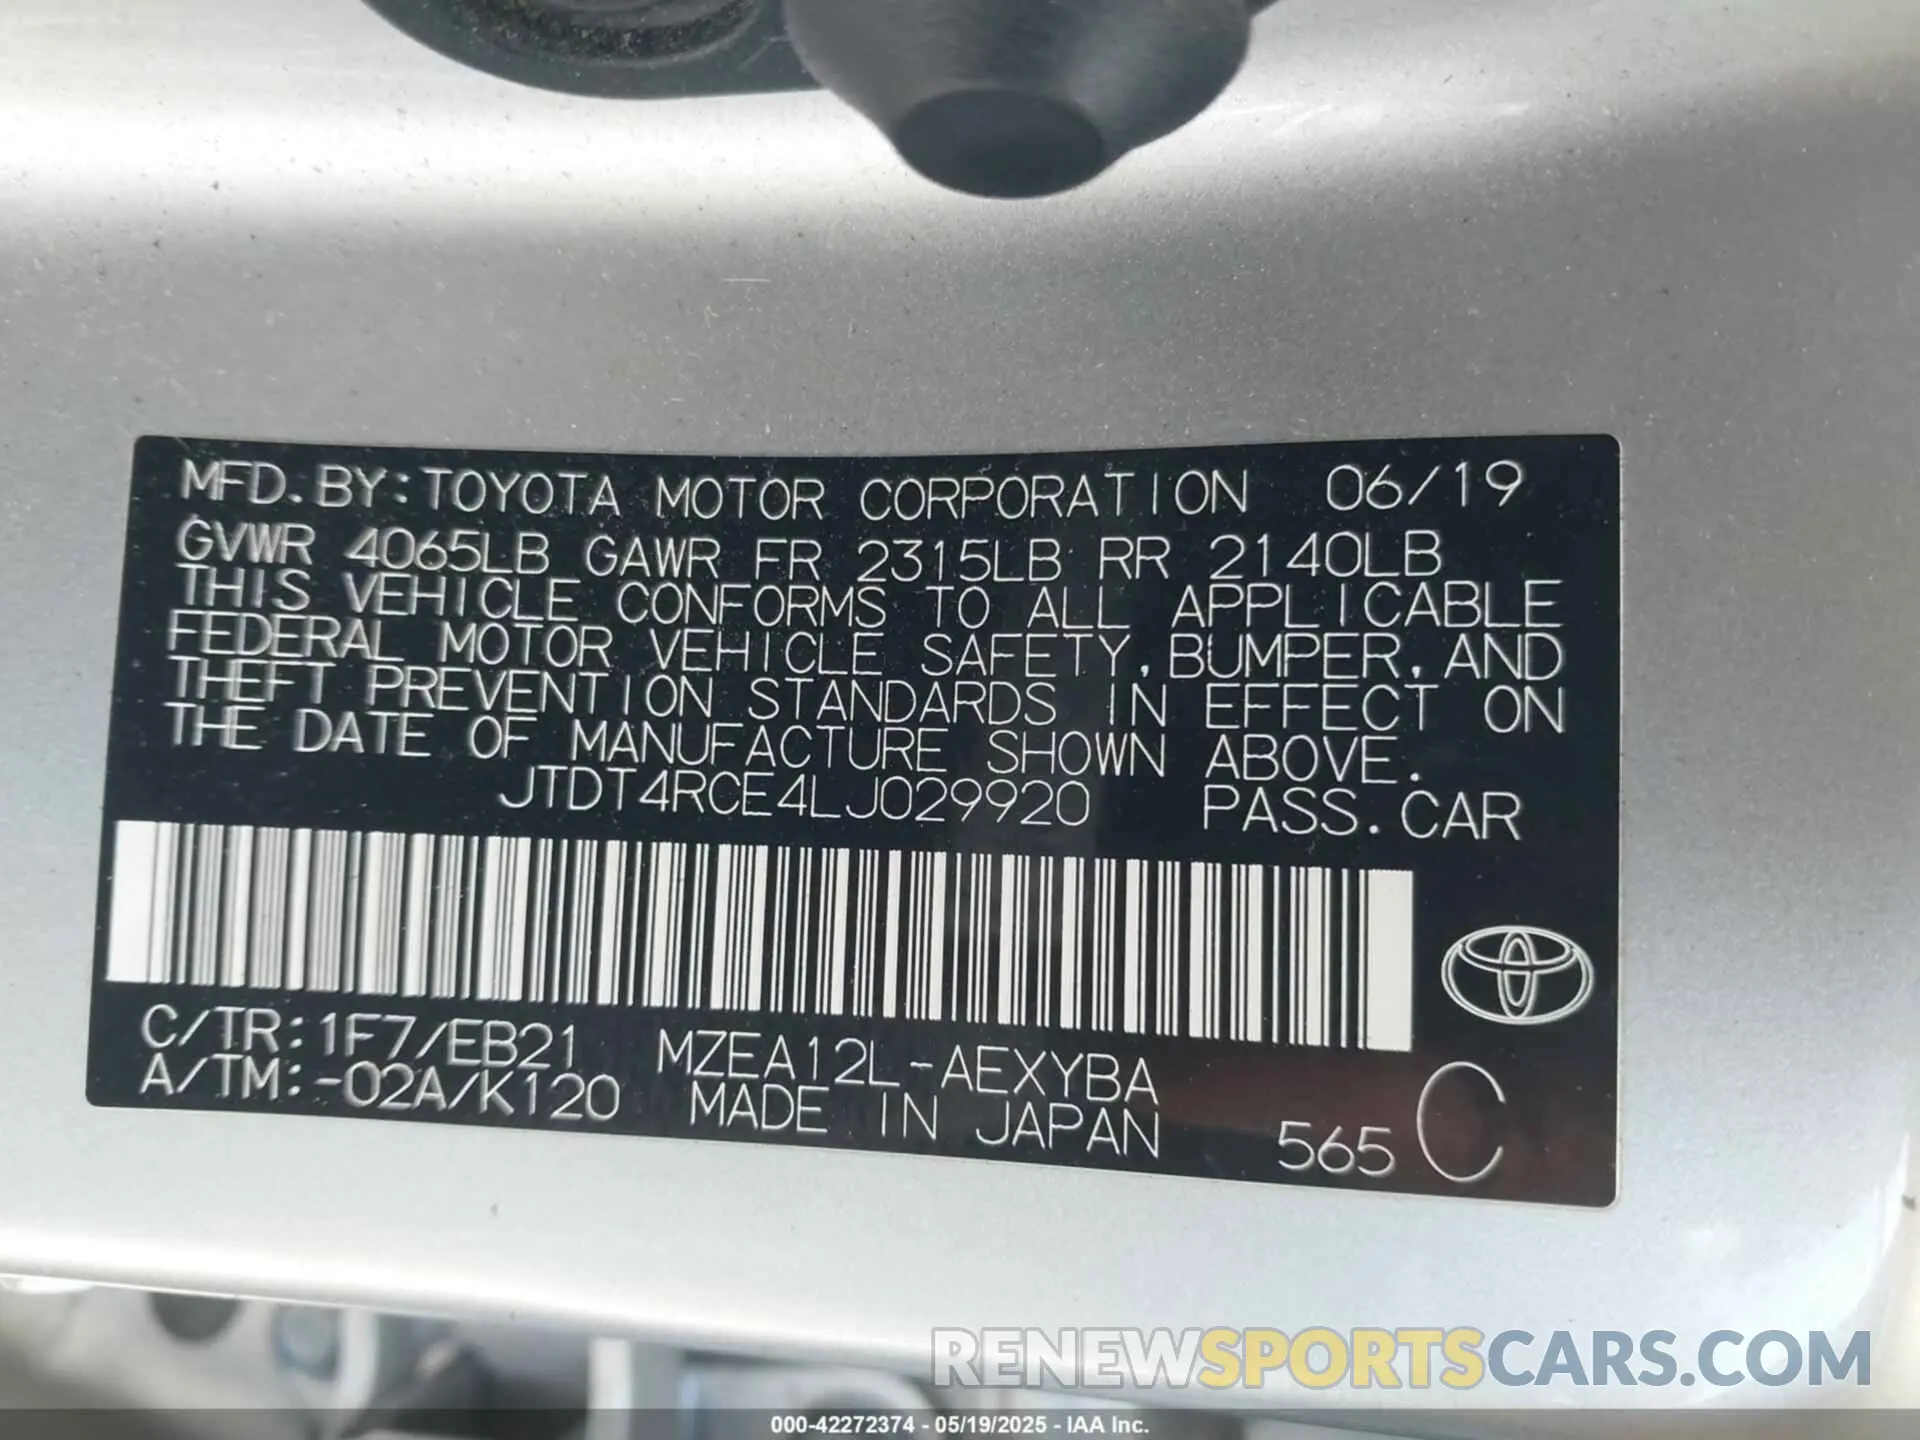 MFD. BY: TOYOTA MOTOR CORPORATION 06/19
GVWR 4065LB GAWR FR 2315LB RR 2140LB
THIS VEHICLE CONFORMS TO ALL APPLICABLE
FEDERAL MOTOR VEHICLE SAFETY, BUMPER, AND
THEFT PREVENTION STANDARDS IN EFFECT ON
THE DATE OF MANUFACTURE SHOWN ABOVE.
JTDT4RCE4LJ029920 PASS. CAR
C/TR: 1F7/EB21 MZEA12L-AEXYBA
A/TM: -02A/K120 MADE IN JAPAN 565 C
RENEWSPORTSCARS.COM
000-42272374 - 05/19/2025 - IAA Inc.